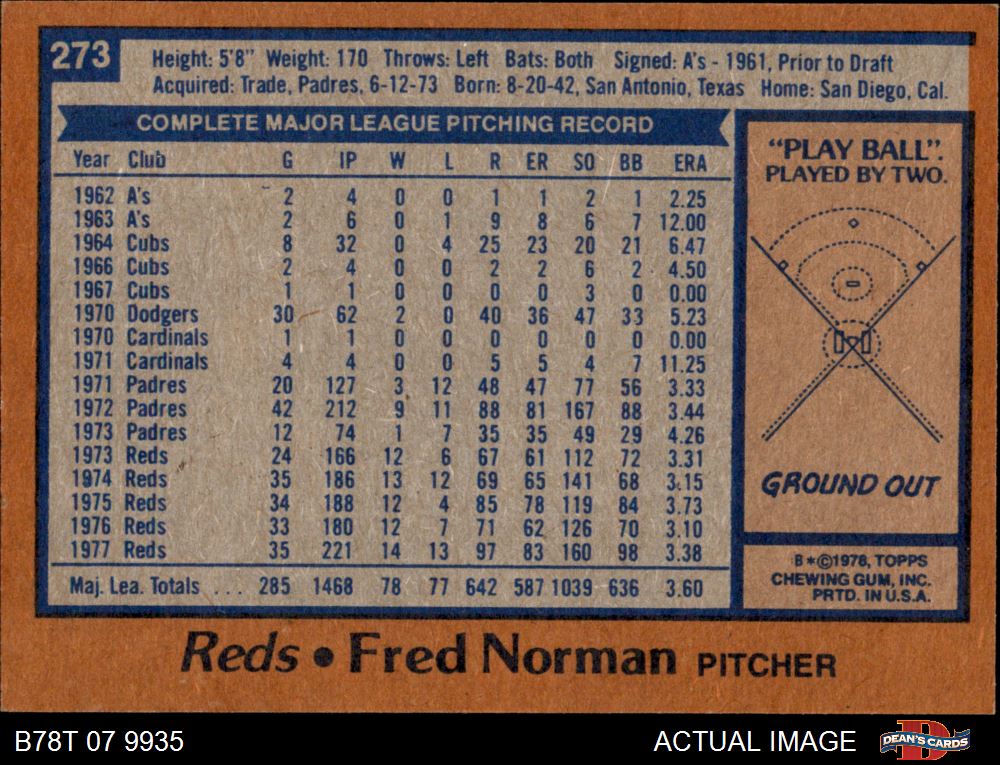 273
Height: 5'8" Weight: 170 Throws: Left Bats: Both Signed: A's - 1961, Prior to Draft
Acquired: Trade, Padres, 6-12-73 Born: 8-20-42, San Antonio, Texas Home: San Diego, Cal.
COMPLETE MAJOR LEAGUE PITCHING RECORD
Year Club G IP W L R ER SO BB ERA
1962 A's 2 4 0 0 1 1 2 1 2.25
1963 A's 2 6 0 1 9 8 6 7 12.00
1964 Cubs 8 32 0 4 25 23 20 21 6.47
1966 Cubs 2 4 0 0 2 2 6 2 4.50
1967 Cubs 1 1 0 0 0 0 3 0 0.00
1970 Dodgers 30 62 2 0 40 36 47 33 5.23
1970 Cardinals 1 1 0 0 0 0 0 0 0.00
1971 Cardinals 4 4 0 0 5 5 4 7 11.25
1971 Padres 20 127 3 12 48 47 77 56 3.33
1972 Padres 42 212 9 11 88 81 167 88 3.44
1973 Padres 12 74 1 7 35 35 49 29 4.26
1973 Reds 24 166 12 6 67 61 112 72 3.31
1974 Reds 35 186 13 12 69 65 141 68 3.15
1975 Reds 34 188 12 4 85 78 119 84 3.73
1976 Reds 33 180 12 7 71 62 126 70 3.10
1977 Reds 35 221 14 13 97 83 160 98 3.38
Maj. Lea. Totals ... 285 1468 78 77 642 587 1039 636 3.60
"PLAY BALL".
PLAYED BY TWO.
GROUND OUT
B*©1978, TOPPS
CHEWING GUM, INC.
PRTD. IN U.S.A.
Reds • Fred Norman PITCHER
B78T 07 9935
ACTUAL IMAGE
DEAN'S CARDS